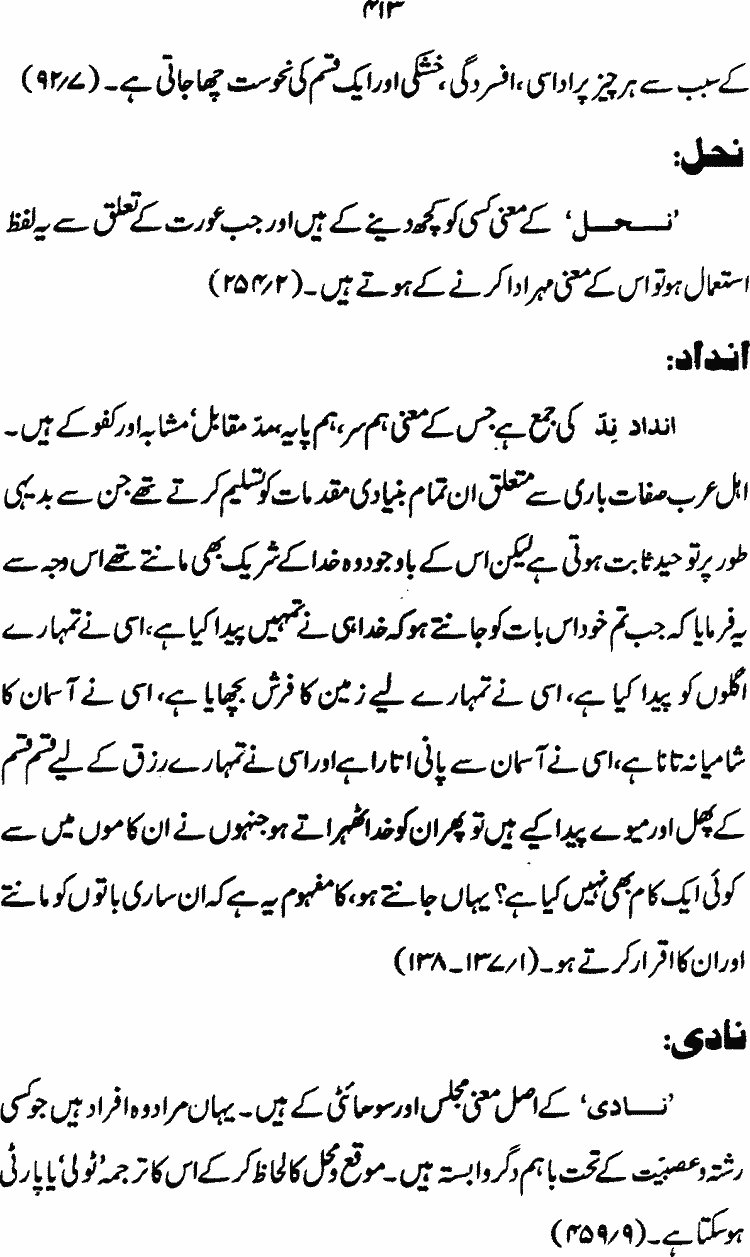 ۴۱۳
کے سبب سے ہر چیز پر اداسی، افسردگی، خشکی اور ایک قسم کی نحوست چھا جاتی ہے۔ (۹۲/۷)
نحل:
’نـــحـــل‘ کے معنی کسی کو کچھ دینے کے ہیں اور جب عورت کے تعلق سے یہ لفظ
استعمال ہو تو اس کے معنی مہر ادا کرنے کے ہوتے ہیں۔ (۲۵۴/۲)
انداد:
انداد نِدّ کی جمع ہے جس کے معنی ہم سر، ہم پایہ، مدّ مقابل، مشابہ اور کفو کے ہیں۔
اہل عرب صفات باری سے متعلق ان تمام بنیادی مقدمات کو تسلیم کرتے تھے جن سے بدیہی
طور پر توحید ثابت ہوتی ہے لیکن اس کے باوجود وہ خدا کے شریک بھی مانتے تھے اس وجہ سے
یہ فرمایا کہ جب تم خود اس بات کو جانتے ہو کہ خدا ہی نے تمہیں پیدا کیا ہے، اسی نے تمہارے
اگلوں کو پیدا کیا ہے، اسی نے تمہارے لیے زمین کا فرش بچھایا ہے، اسی نے آسمان کا
شامیانہ تانا ہے، اسی نے آسمان سے پانی اتارا ہے اور اسی نے تمہارے رزق کے لیے قسم قسم
کے پھل اور میوے پیدا کیے ہیں تو پھر ان کو خدا ٹھہراتے ہو جنہوں نے ان کاموں میں سے
کوئی ایک کام بھی نہیں کیا ہے؟ یہاں جانتے ہو، کا مفہوم یہ ہے کہ ان ساری باتوں کو مانتے
اور ان کا اقرار کرتے ہو۔ (۱/۱۳۷۔۱۳۸)
نادی:
’نـــادی‘ کے اصل معنی مجلس اور سوسائٹی کے ہیں۔ یہاں مراد وہ افراد ہیں جو کسی
رشتہ و عصبیّت کے تحت باہم دگر وابستہ ہیں۔ موقع و محل کا لحاظ کر کے اس کا ترجمہ ’ٹولی‘ یا پارٹی
ہو سکتا ہے۔ (۴۵۹/۹)